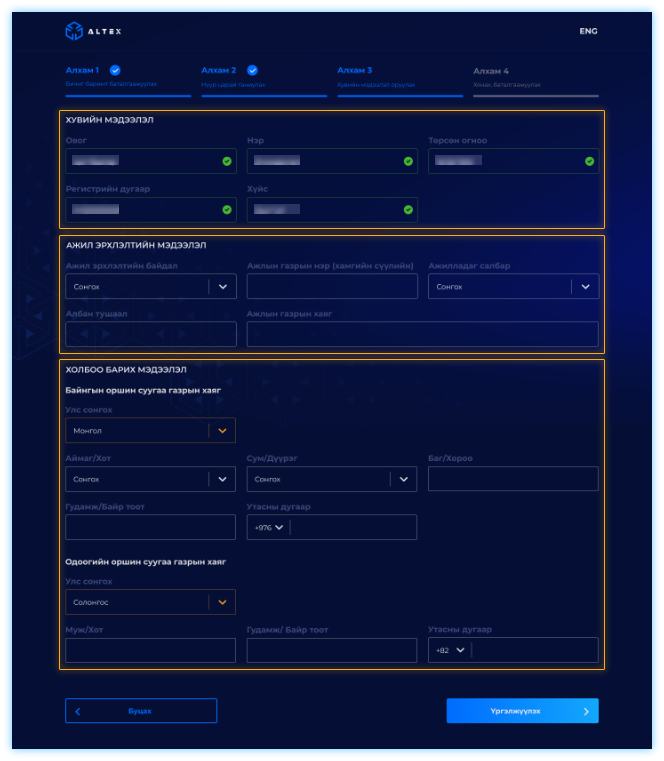 ALTEX
ENG
Алхам 1
Алхам 2
Алхам 3
Алхам 4
Бичиг баримт баталгаажуулах
Нүүр царай таниулах
Хувийн мэдээлэл оруулах
Хянах, баталгаажуулах
ХУВИЙН МЭДЭЭЛЭЛ
Овог
Нэр
Төрсөн огноо
Регистрийн дугаар
Хүйс
АЖИЛ ЭРХЛЭЛТИЙН МЭДЭЭЛЭЛ
Ажил эрхлэлтийн байдал
Ажлын газрын нэр (хамгийн сүүлийн)
Ажилладаг салбар
Сонгох
Сонгох
Албан тушаал
Ажлын газрын хаяг
ХОЛБОО БАРИХ МЭДЭЭЛЭЛ
Байнгын оршин суугаа газрын хаяг
Улс сонгох
Монгол
Аймаг/Хот
Сум/Дүүрэг
Баг/Хороо
Сонгох
Сонгох
Гудамж/Байр тоот
Утасны дугаар
+976
Одоогийн оршин суугаа газрын хаяг
Улс сонгох
Солонгос
Муж/Хот
Гудамж/ Байр тоот
Утасны дугаар
+82
Буцах
Үргэлжүүлэх